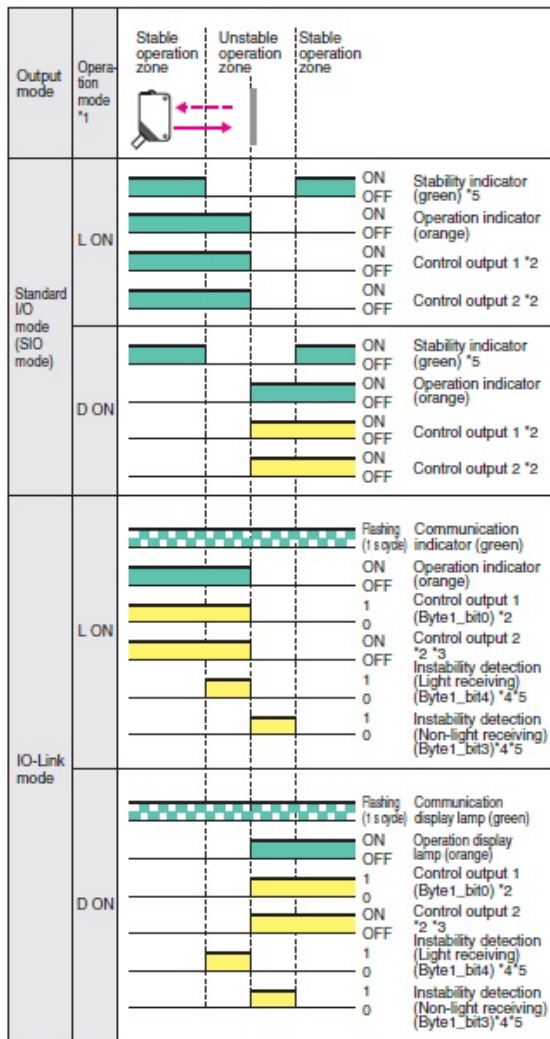 Output
mode
Opera-
tion
mode
*1
Stable
operation
zone
Unstable
operation
zone
Stable
operation
zone
Standard
I/O
mode
(SIO
mode)
L ON
ON
OFF
Stability indicator
(green) *5
ON
OFF
Operation indicator
(orange)
ON
OFF
Control output 1 *2
ON
OFF
Control output 2 *2
D ON
ON
OFF
Stability indicator
(green) *5
ON
OFF
Operation indicator
(orange)
ON
OFF
Control output 1 *2
ON
OFF
Control output 2 *2
IO-Link
mode
L ON
Flashing
(1 s cycle)
Communication
indicator (green)
ON
OFF
Operation indicator
(orange)
1
0
Control output 1
(Byte1_bit0) *2
ON
OFF
Control output 2
*2 *3
1
0
Instability detection
(Light receiving)
(Byte1_bit4) *4*5
1
0
Instability detection
(Non-light receiving)
(Byte1_bit3)*4*5
D ON
Flashing
(1 s cycle)
Communication
display lamp (green)
ON
OFF
Operation display
lamp (orange)
1
0
Control output 1
(Byte1_bit0) *2
ON
OFF
Control output 2
*2 *3
1
0
Instability detection
(Light receiving)
(Byte1_bit4) *4*5
1
0
Instability detection
(Non-light receiving)
(Byte1_bit3)*4*5